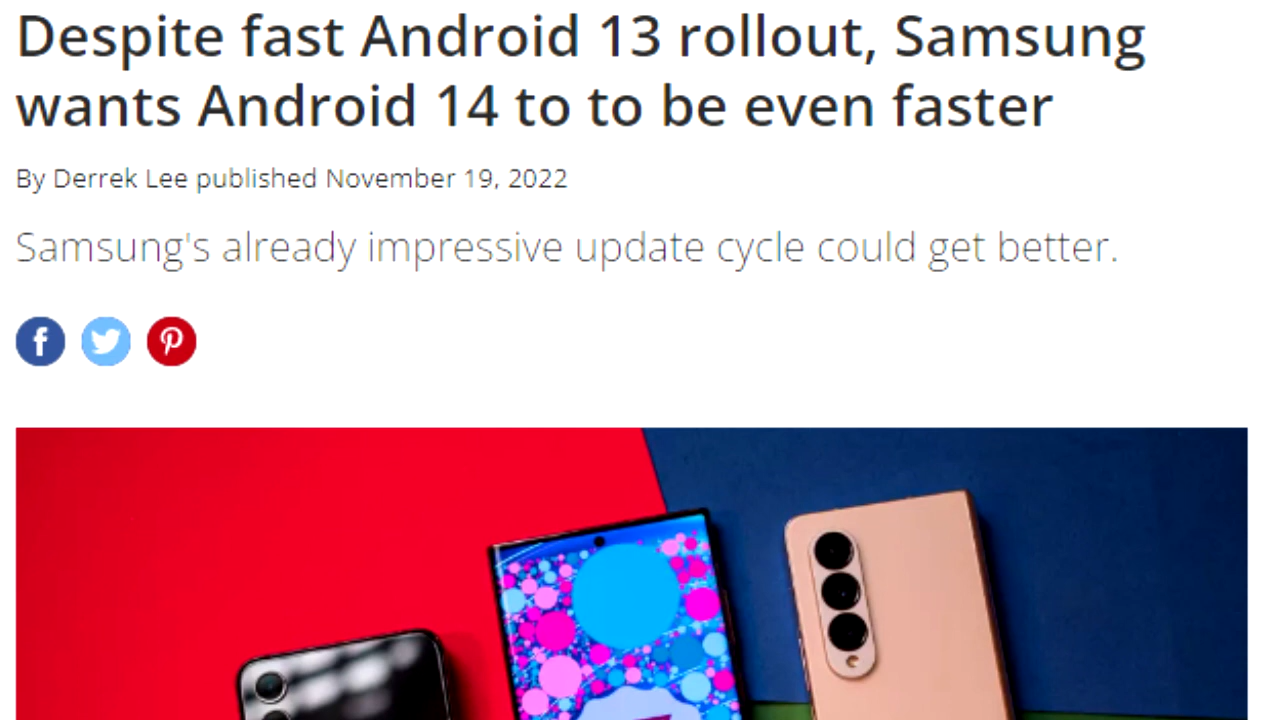 Despite fast Android 13 rollout, Samsung
wants Android 14 to to be even faster
By Derrek Lee published November 19, 2022
Samsung's already impressive update cycle could get better.